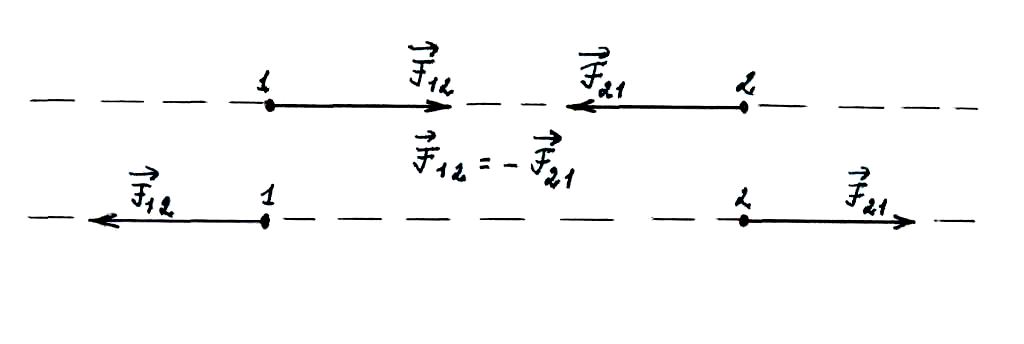 1 F⃗₁₂ F⃗₂₁ 2
F⃗₁₂ = - F⃗₂₁
F⃗₁₂ 1 2 F⃗₂₁